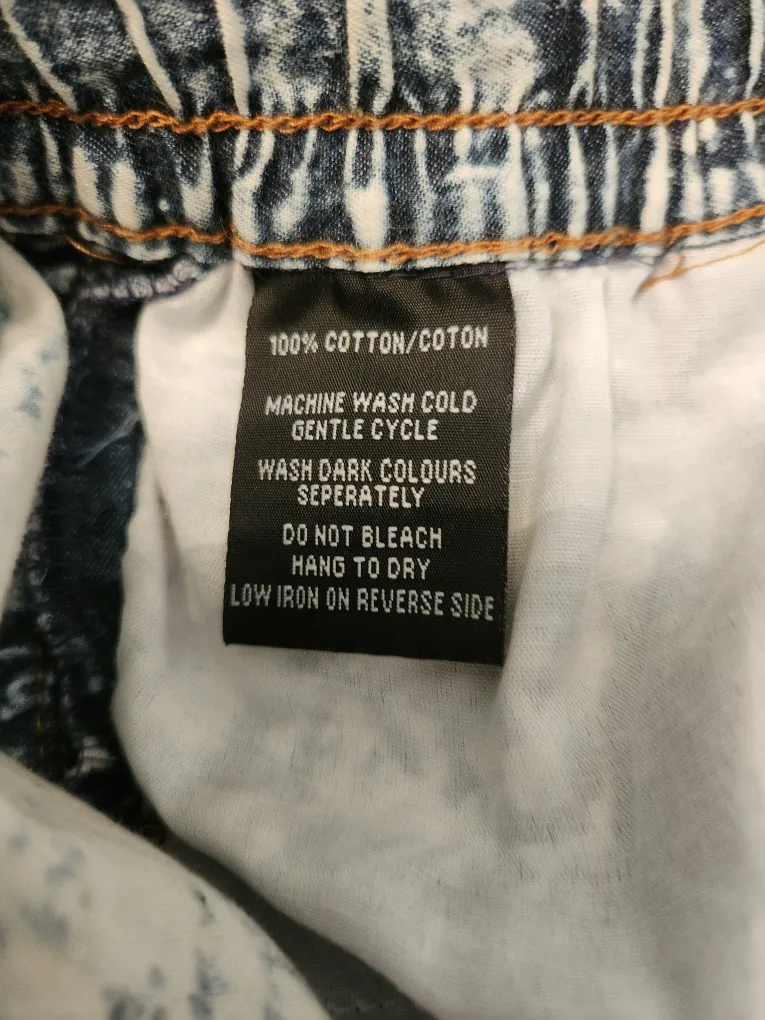 100% COTTON/COTON
MACHINE WASH COLD
GENTLE CYCLE
WASH DARK COLOURS
SEPERATELY
DO NOT BLEACH
HANG TO DRY
LOW IRON ON REVERSE SIDE